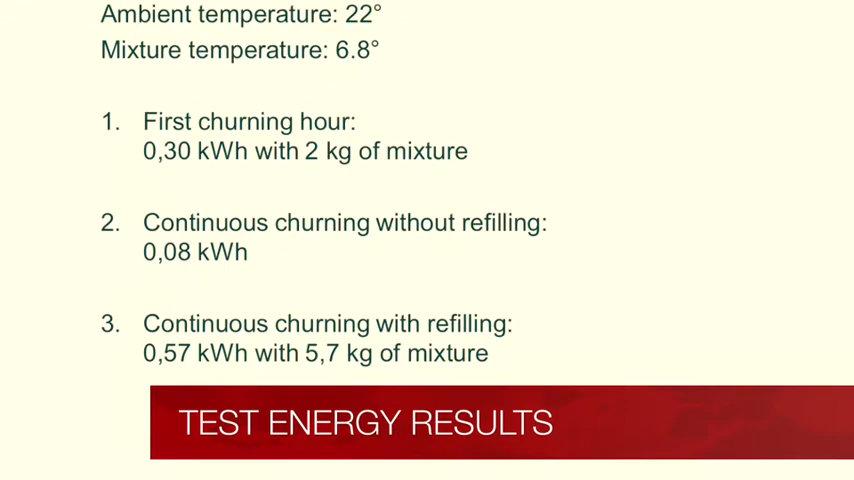 Ambient temperature: 22°
Mixture temperature: 6.8°
1. First churning hour:
0,30 kWh with 2 kg of mixture
2. Continuous churning without refilling:
0,08 kWh
3. Continuous churning with refilling:
0,57 kWh with 5,7 kg of mixture
TEST ENERGY RESULTS